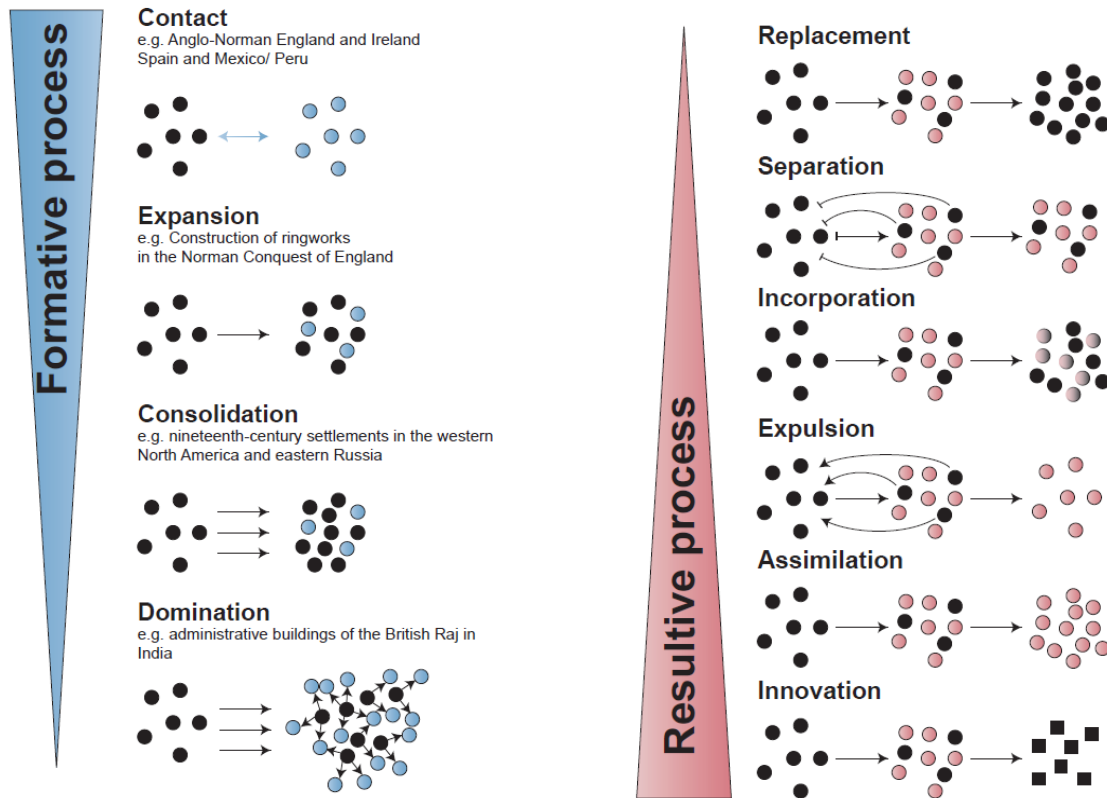 Formative process
Contact
e.g. Anglo-Norman England and Ireland
Spain and Mexico/ Peru
Expansion
e.g. Construction of ringworks
in the Norman Conquest of England
Consolidation
e.g. nineteenth-century settlements in the western
North America and eastern Russia
Domination
e.g. administrative buildings of the British Raj in
India
Resultive process
Replacement
Separation
Incorporation
Expulsion
Assimilation
Innovation